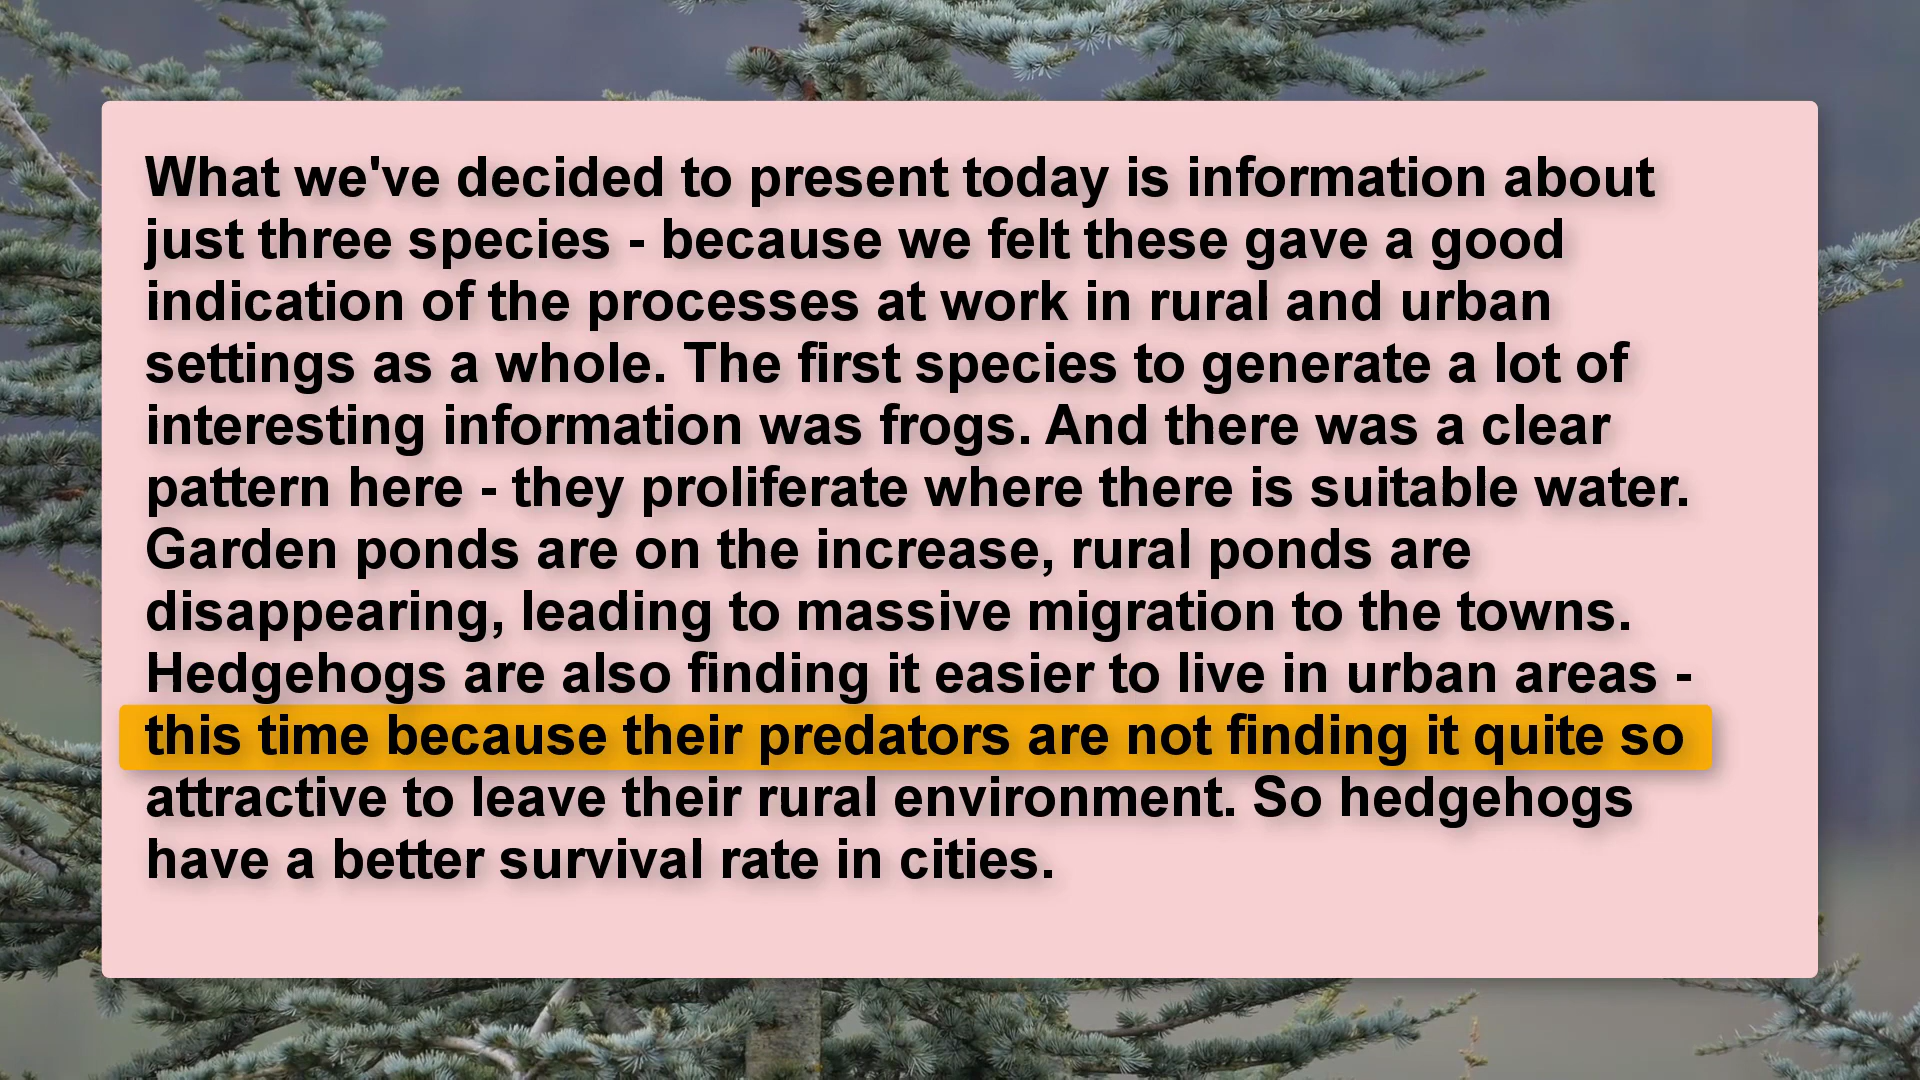 What we've decided to present today is information about
just three species - because we felt these gave a good
indication of the processes at work in rural and urban
settings as a whole. The first species to generate a lot of
interesting information was frogs. And there was a clear
pattern here - they proliferate where there is suitable water.
Garden ponds are on the increase, rural ponds are
disappearing, leading to massive migration to the towns.
Hedgehogs are also finding it easier to live in urban areas -
this time because their predators are not finding it quite so
attractive to leave their rural environment. So hedgehogs
have a better survival rate in cities.